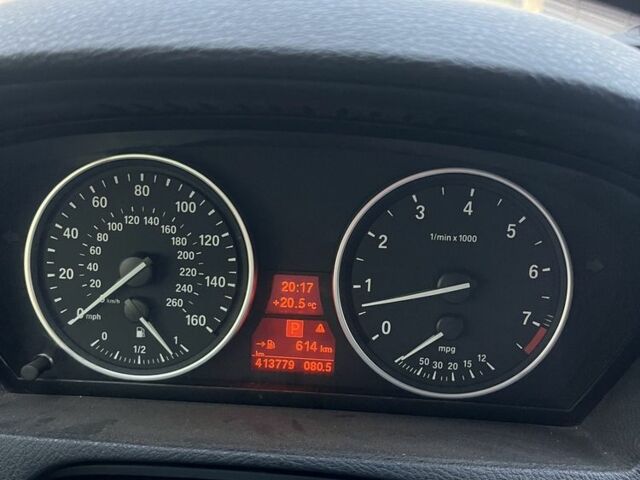 0 20 40 60 80 100 120 140 160
mph
20 40 60 80 100 120 140 160 180 200 220 240 260
km/h
0 1/2 1
20:17
+20.5 °C
P
614 km
km
413779 080.5
0 1 2 3 4 5 6 7
1/min x 1000
50 30 20 15 12
mpg